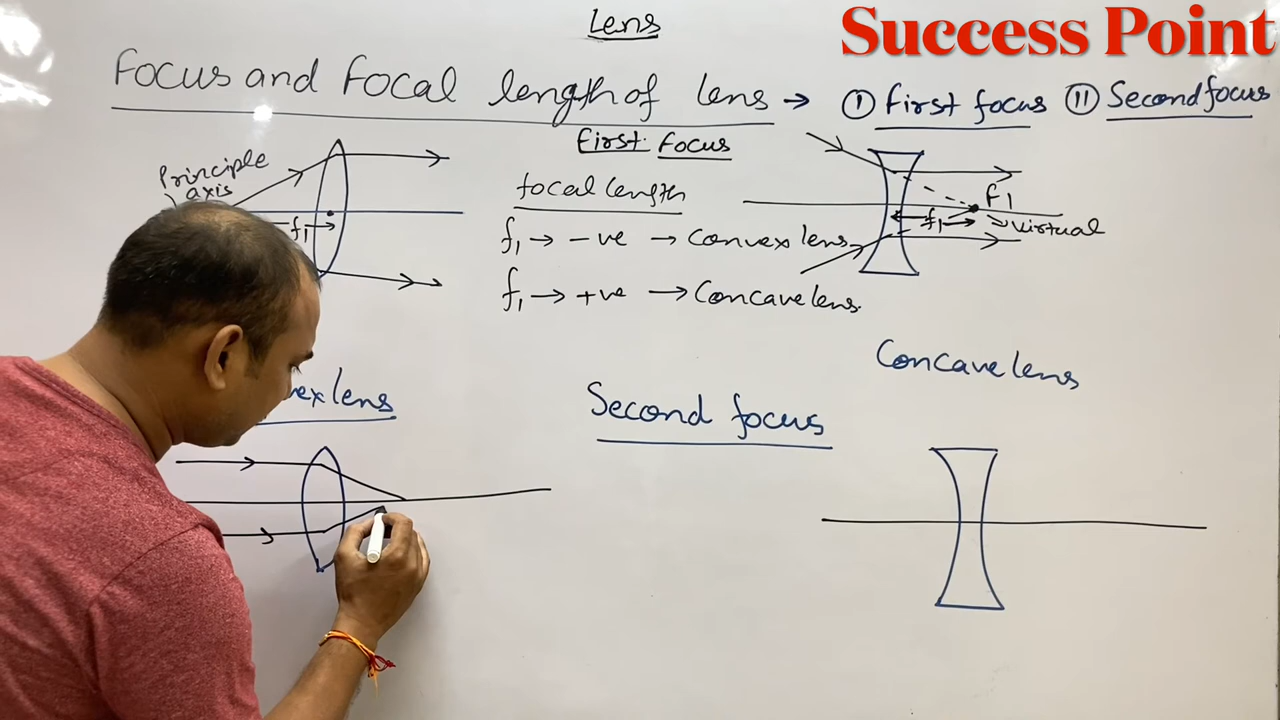 Lens
Success Point
Focus and Focal length of lens → I First focus II Second focus
First Focus
Principle
axis
f1
focal length
f1 → -ve → Convex lens
f1 → +ve → Concave lens.
F1
f1
virtual
vex lens
Second focus
Concave lens